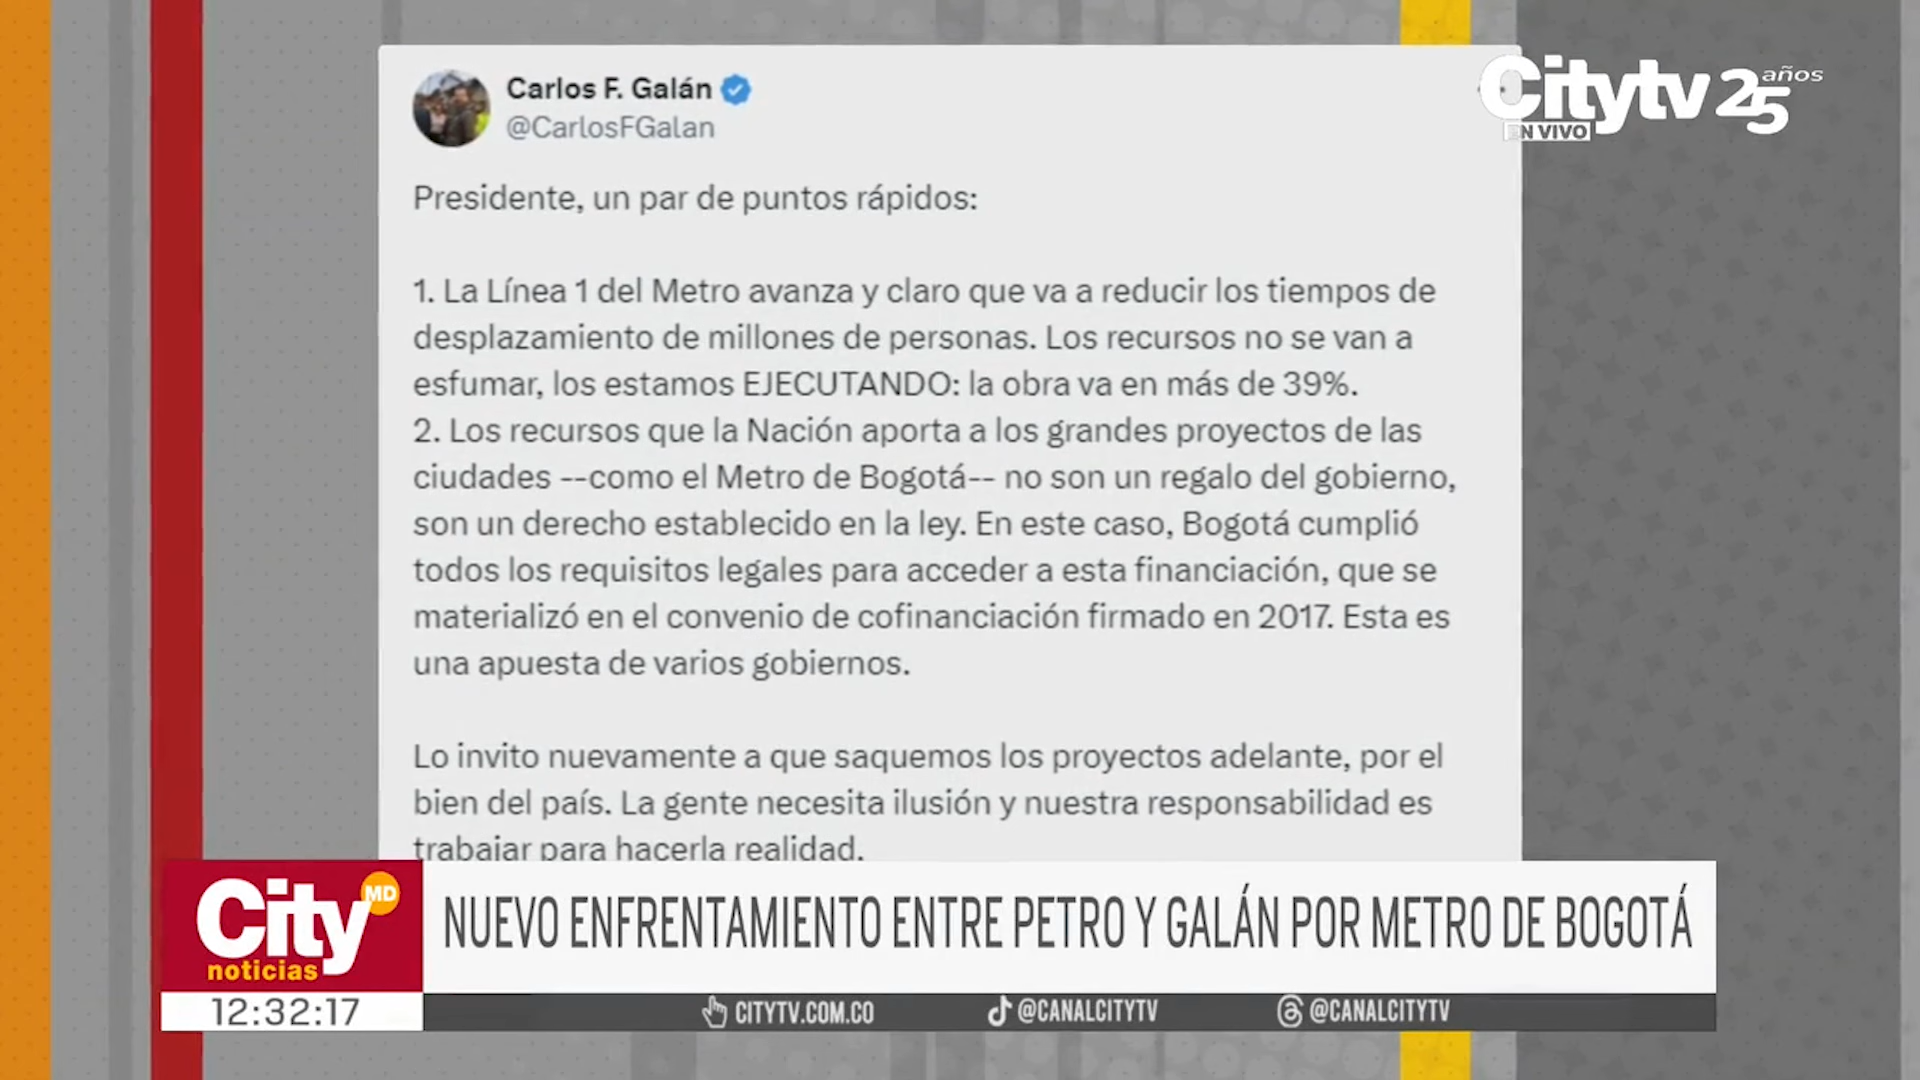 Carlos F. Galán
@CarlosFGalan
Citytv 25 años
EN VIVO
Presidente, un par de puntos rápidos:
1. La Línea 1 del Metro avanza y claro que va a reducir los tiempos de
desplazamiento de millones de personas. Los recursos no se van a
esfumar, los estamos EJECUTANDO: la obra va en más de 39%.
2. Los recursos que la Nación aporta a los grandes proyectos de las
ciudades --como el Metro de Bogotá-- no son un regalo del gobierno,
son un derecho establecido en la ley. En este caso, Bogotá cumplió
todos los requisitos legales para acceder a esta financiación, que se
materializó en el convenio de cofinanciación firmado en 2017. Esta es
una apuesta de varios gobiernos.
Lo invito nuevamente a que saquemos los proyectos adelante, por el
bien del país. La gente necesita ilusión y nuestra responsabilidad es
trabajar para hacerla realidad.
City MD
noticias
NUEVO ENFRENTAMIENTO ENTRE PETRO Y GALÁN POR METRO DE BOGOTÁ
12:32:17
CITYTV.COM.CO
@CANALCITYTV
@CANALCITYTV